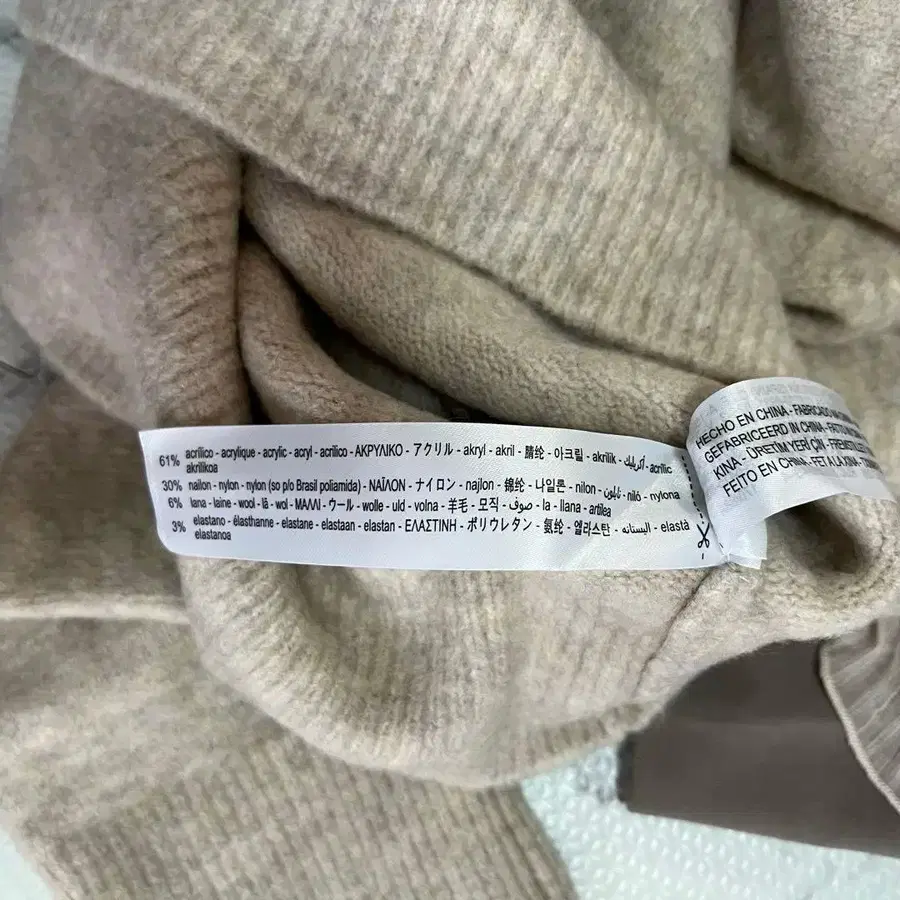 61% acrílico - acrylique - acrylic - acryl - acrilico - ΑΚΡΥΛΙΚΟ - アクリル - akryl - akril - 腈纶 - 아크릴 - akrilik - أكريليك - acrílic
akrilikoa
30% nailon - nylon - nylon (so p/o Brasil poliamida) - ΝΑΪΛΟΝ - ナイロン - najlon - 锦纶 - 나일론 - nilon - نايلون - niló - nylona
6% lana - laine - wool - lã - wol - ΜΑΛΛΙ - ウール - wolle - uld - volna - 羊毛 - 모직 - صوف - la - llana - artilea
3% elastano - élasthanne - elastane - elastaan - elastan - ΕΛΑΣΤΙΝΗ - ポリウレタン - 氨纶 - 엘라스탄 - اليستانه - elastà
elastanoa
HECHO EN CHINA - FABRICADO
GEFABRICEERD IN CHINA -
KINA. - ÜRETİM YERİ ÇİN -
FEITO EN CHINA - FET A LA XINA -